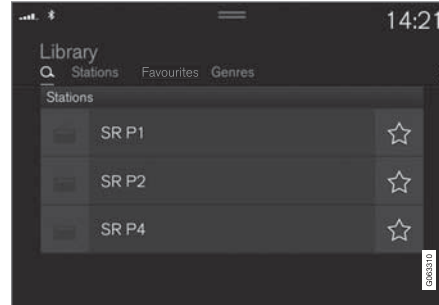 14:21
Library
Stations Favourites Genres
Stations
SR P1
SR P2
SR P4
G063310